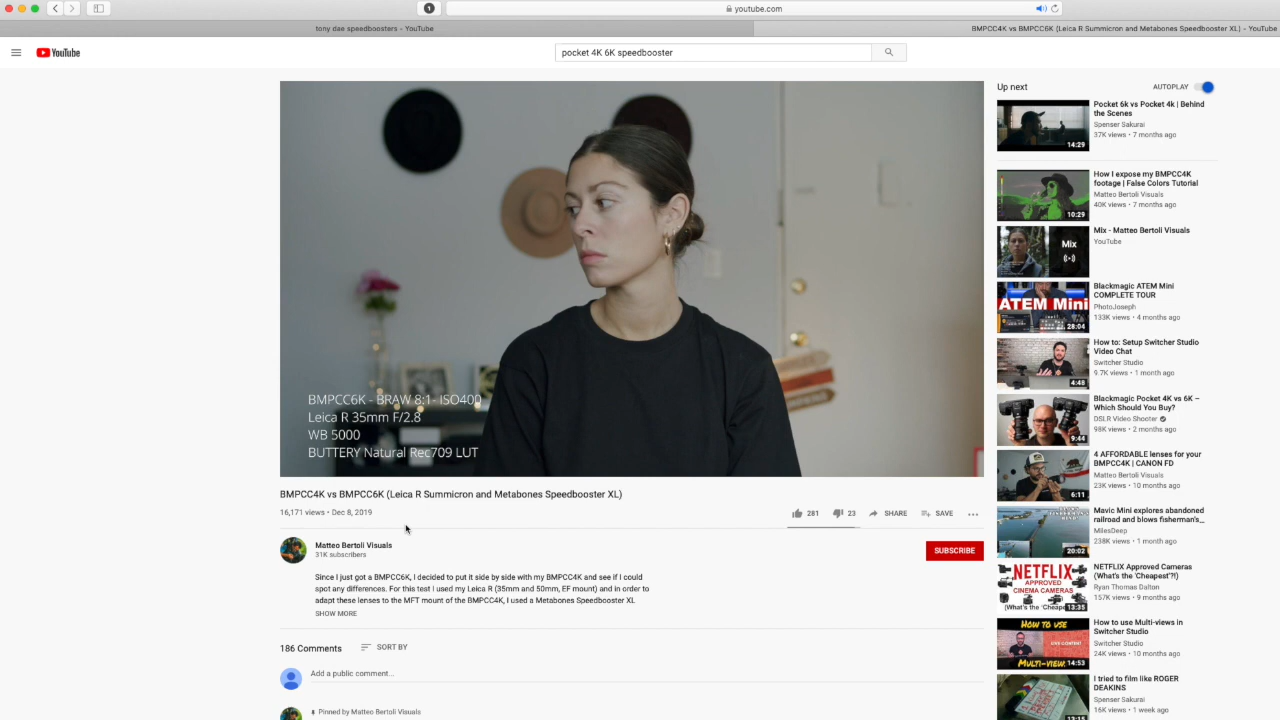 youtube.com
tony dae speedboosters – YouTube
BMPCC4K vs BMPCC6K (Leica R Summicron and Metabones Speedbooster XL) – YouTube
YouTube
pocket 4K 6K speedbooster
BMPCC6K - BRAW 8:1- ISO400
Leica R 35mm F/2.8
WB 5000
BUTTERY Natural Rec709 LUT
BMPCC4K vs BMPCC6K (Leica R Summicron and Metabones Speedbooster XL)
16,171 views • Dec 8, 2019
281
23
SHARE
SAVE
Matteo Bertoli Visuals
31K subscribers
SUBSCRIBE
Since I just got a BMPCC6K, I decided to put it side by side with my BMPCC4K and see if I could
spot any differences. For this test I used my Leica R (35mm and 50mm, EF mount) and in order to
adapt these lenses to the MFT mount of the BMPCC4K, I used a Metabones Speedbooster XL
SHOW MORE
186 Comments
SORT BY
Add a public comment...
Pinned by Matteo Bertoli Visuals
Up next
AUTOPLAY
Pocket 6k vs Pocket 4k | Behind
the Scenes
Spenser Sakurai
37K views • 7 months ago
14:29
How I expose my BMPCC4K
footage | False Colors Tutorial
Matteo Bertoli Visuals
40K views • 7 months ago
10:29
Mix - Matteo Bertoli Visuals
YouTube
Mix
Blackmagic ATEM Mini
COMPLETE TOUR
PhotoJoseph
133K views • 4 months ago
ATEM Mini
28:04
How to: Setup Switcher Studio
Video Chat
Switcher Studio
9.7K views • 1 month ago
4:48
Blackmagic Pocket 4K vs 6K –
Which Should You Buy?
DSLR Video Shooter
98K views • 2 months ago
9:44
4 AFFORDABLE lenses for your
BMPCC4K | CANON FD
Matteo Bertoli Visuals
23K views • 10 months ago
6:11
Mavic Mini explores abandoned
railroad and blows fisherman's...
MilesDeep
238K views • 1 month ago
20:02
NETFLIX Approved Cameras
(What's the 'Cheapest'?!)
Ryan Thomas Dalton
157K views • 9 months ago
NETFLIX
APPROVED
CINEMA CAMERAS
(What's the 'Cheape
13:35
How to use Multi-views in
Switcher Studio
Switcher Studio
24K views • 10 months ago
HOW TO USE
MULTI-VIEW
14:53
I tried to film like ROGER
DEAKINS
Spenser Sakurai
16K views • 1 week ago
13:15